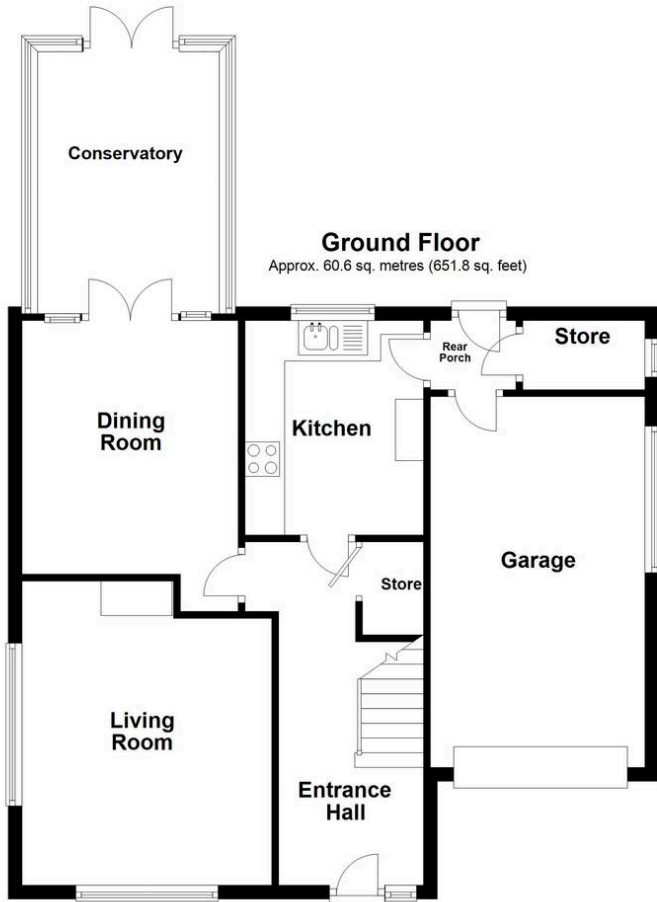 Conservatory
Ground Floor
Approx. 60.6 sq. metres (651.8 sq. feet)
Rear
Porch
Store
Dining
Room
Kitchen
Garage
Store
Living
Room
Entrance
Hall